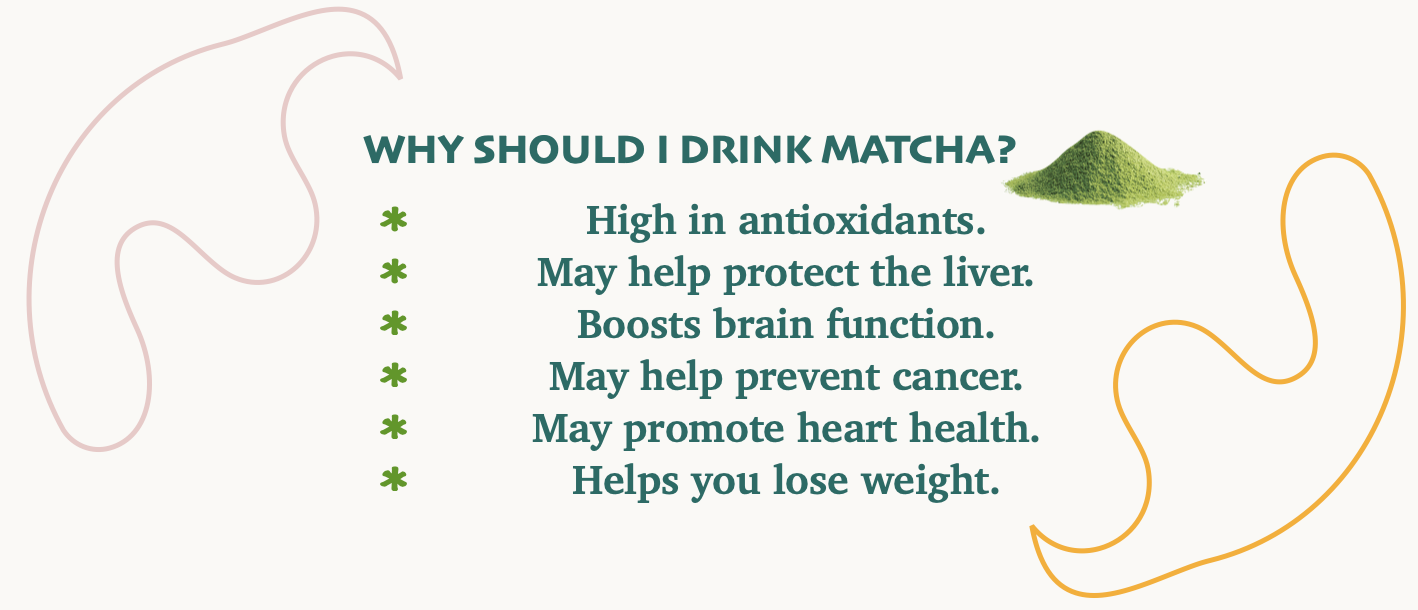 WHY SHOULD I DRINK MATCHA?
* High in antioxidants.
* May help protect the liver.
* Boosts brain function.
* May help prevent cancer.
* May promote heart health.
* Helps you lose weight.